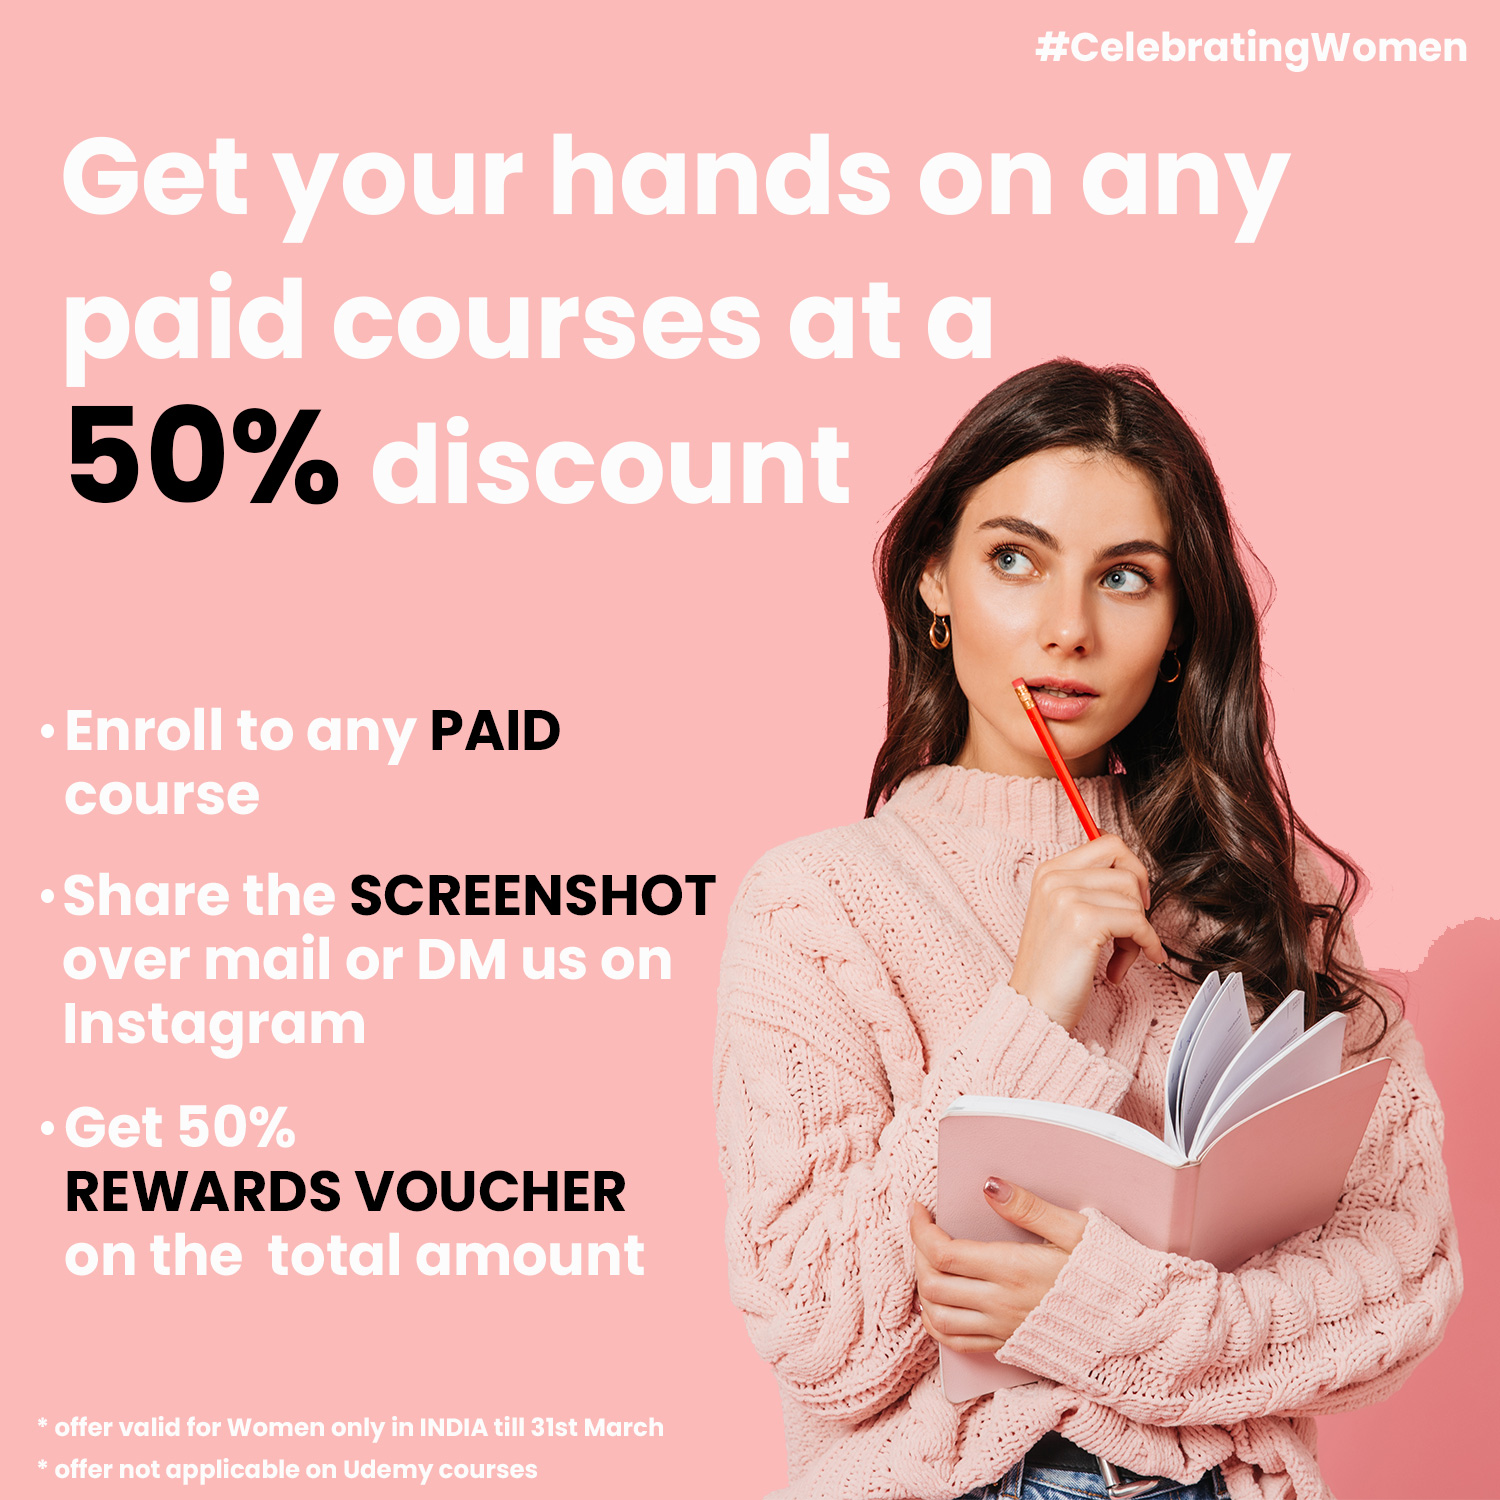 #CelebratingWomen
Get your hands on any
paid courses at a
50% discount
• Enroll to any PAID
course
• Share the SCREENSHOT
over mail or DM us on
Instagram
• Get 50%
REWARDS VOUCHER
on the total amount
* offer valid for Women only in INDIA till 31st March
* offer not applicable on Udemy courses